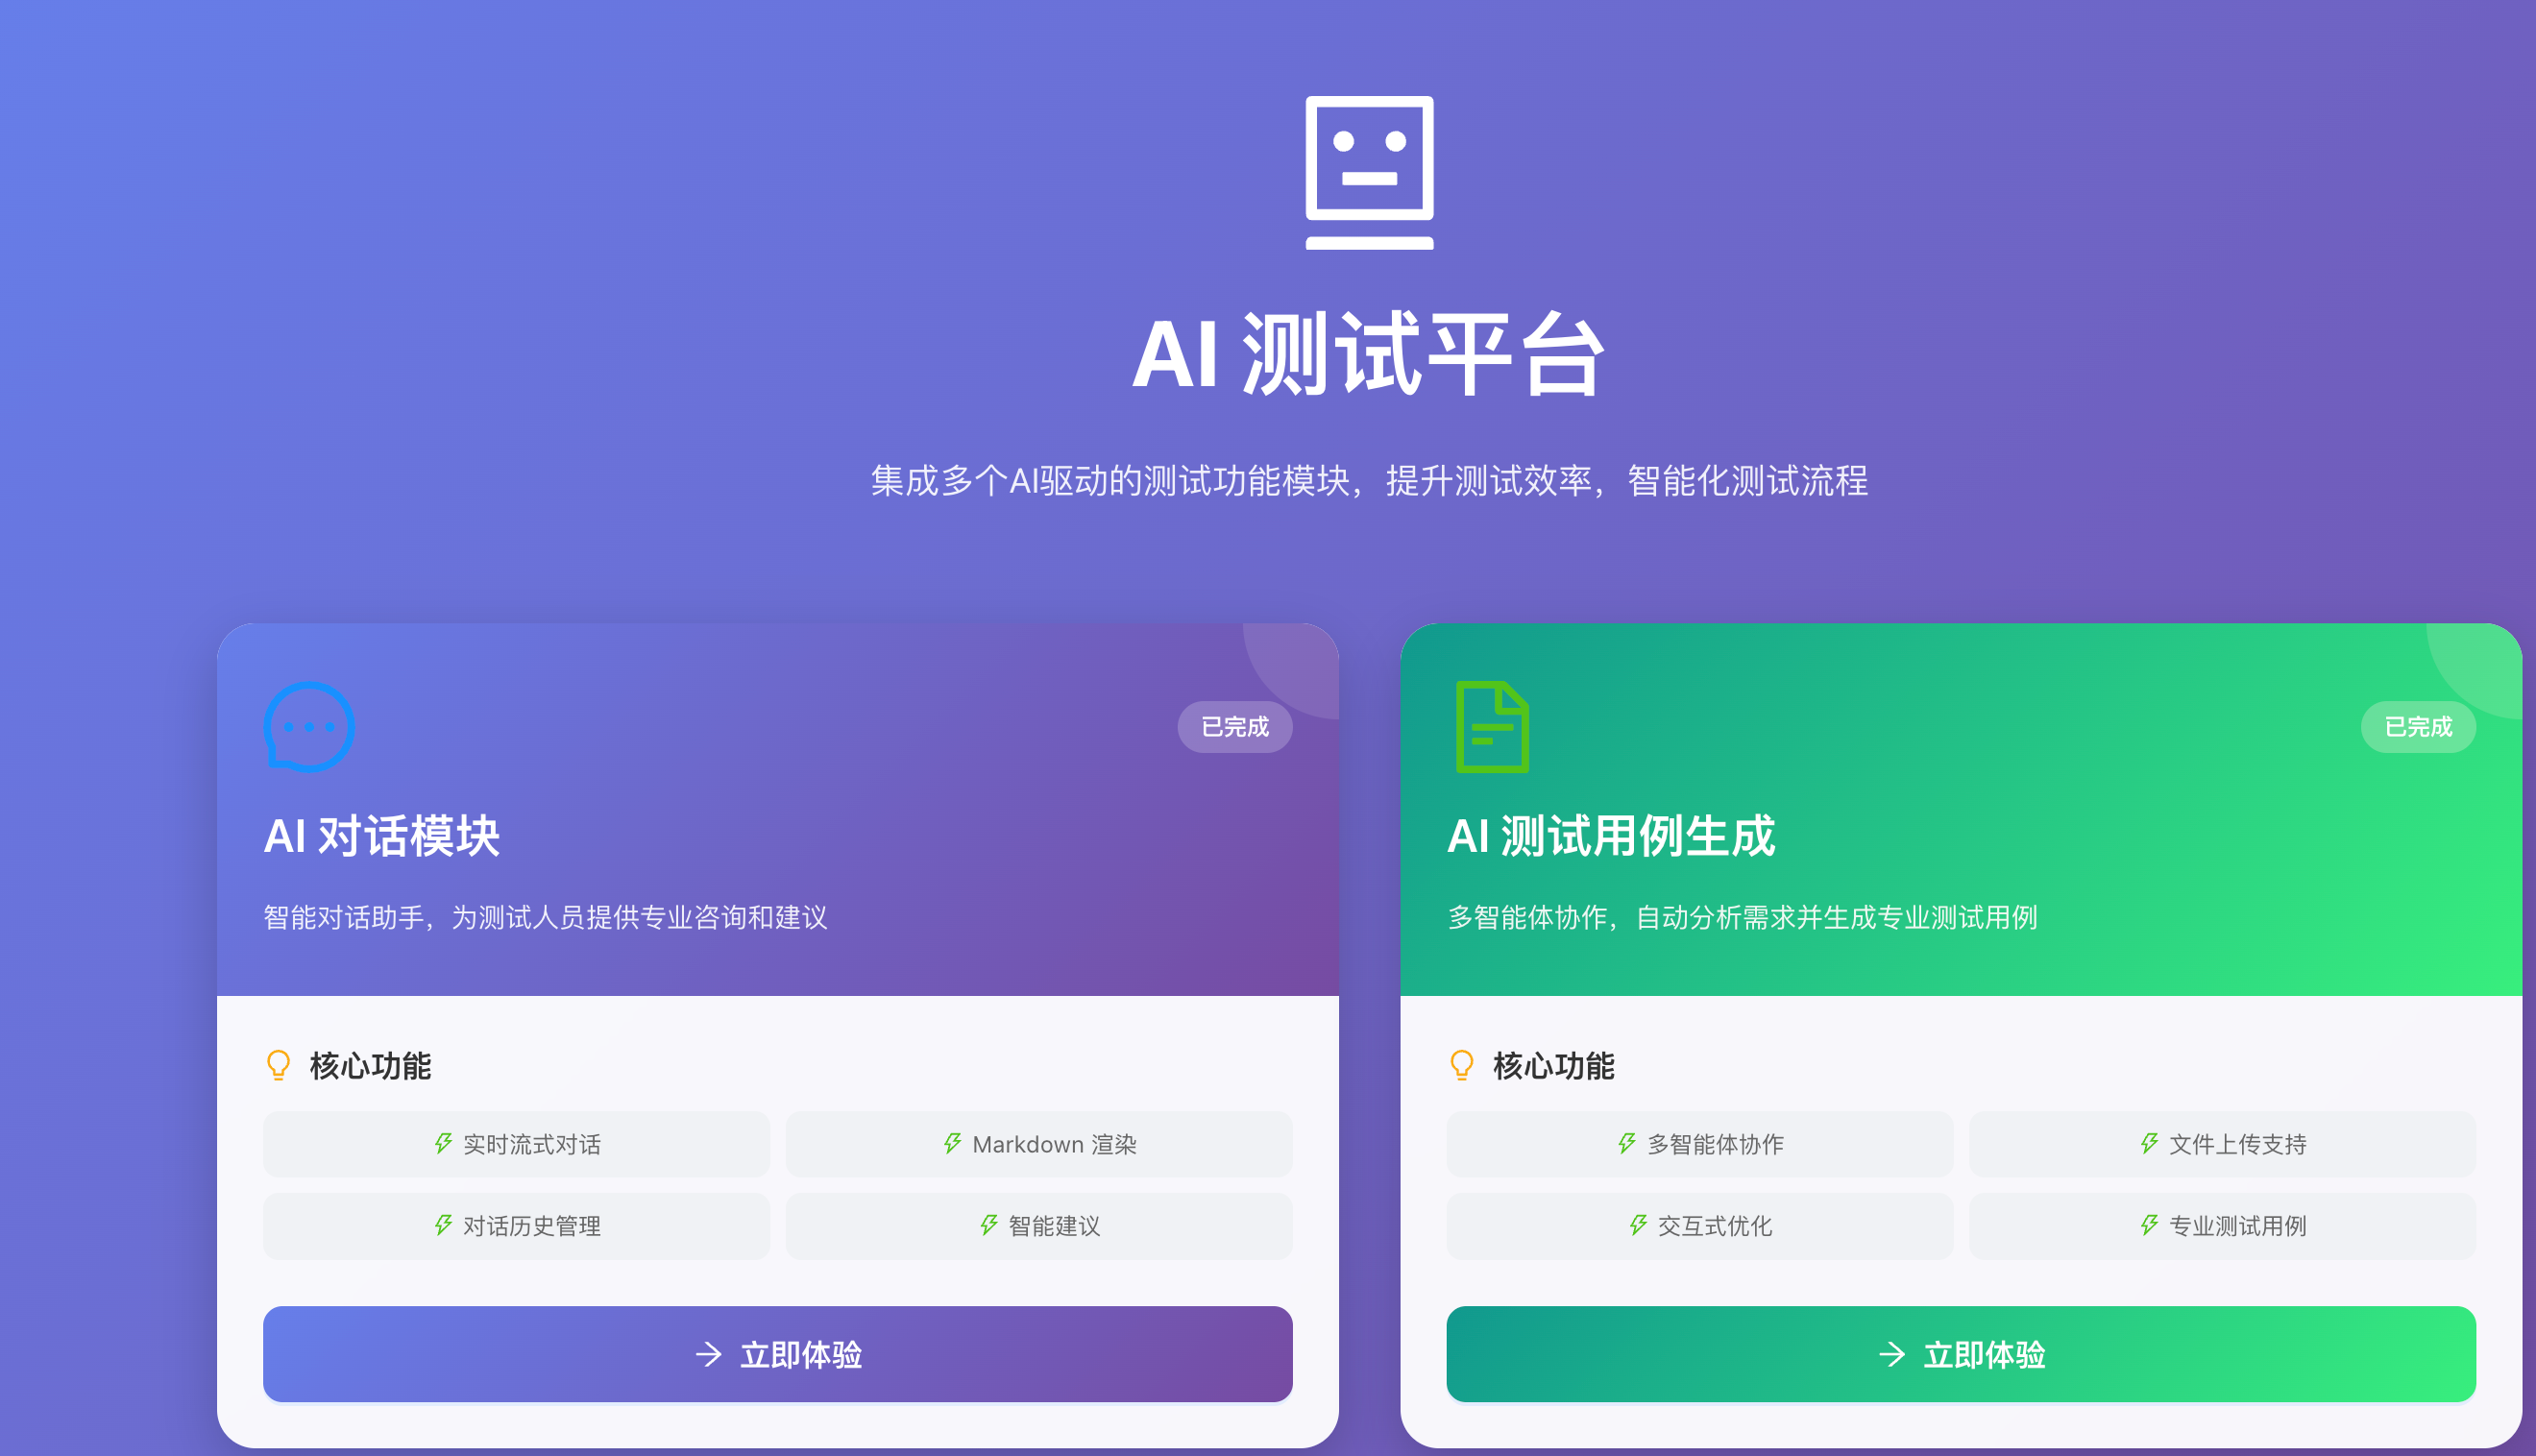 AI 测试平台
集成多个AI驱动的测试功能模块，提升测试效率，智能化测试流程
已完成
AI 对话模块
智能对话助手，为测试人员提供专业咨询和建议
核心功能
实时流式对话
Markdown 渲染
对话历史管理
智能建议
立即体验
已完成
AI 测试用例生成
多智能体协作，自动分析需求并生成专业测试用例
核心功能
多智能体协作
文件上传支持
交互式优化
专业测试用例
立即体验